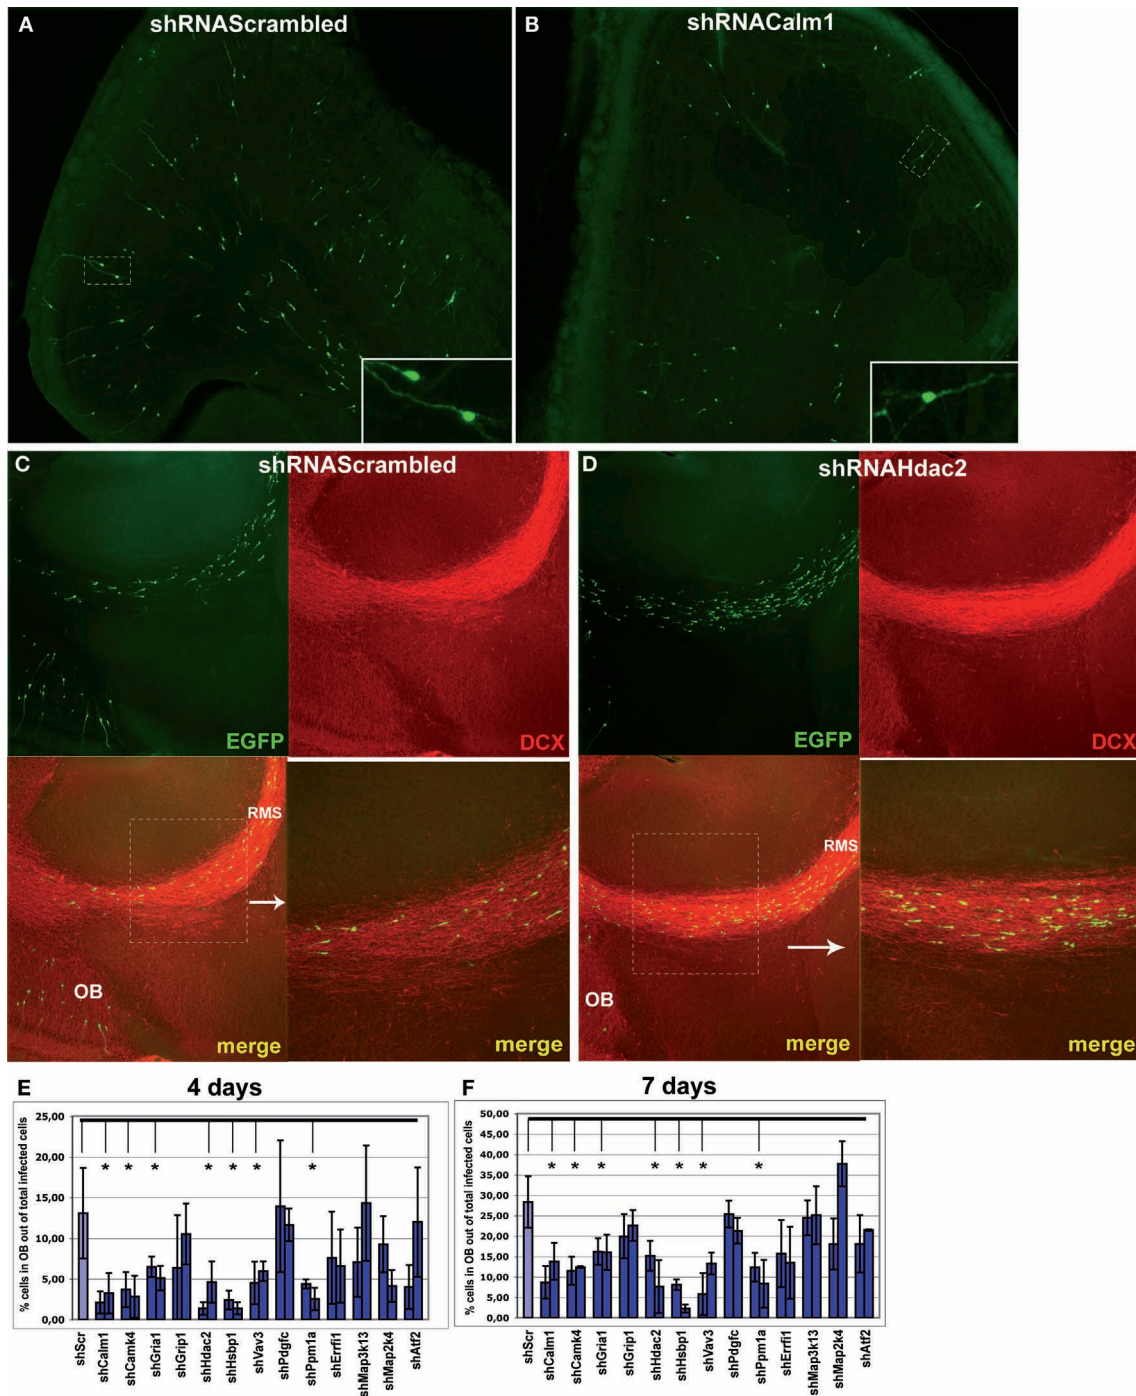 A shRNAScrambled
B shRNACalm1
C shRNAScrambled
D shRNAHdac2
EGFP DCX EGFP DCX
RMS RMS
OB OB
merge merge merge merge
E 4 days
F 7 days
% cells in OB out of total infected cells
25,00
20,00
15,00
10,00
5,00
0,00
* * * * * * *
shScr
shCalm1
shCamk4
shGria1
shGrip1
shHdac2
shHsbp1
shVav3
shPdgfc
shPpm1a
shErrfi1
shMap3k13
shMap2k4
shAtf2
% cells in OB out of total infected cells
50,00
45,00
40,00
35,00
30,00
25,00
20,00
15,00
10,00
5,00
0,00
* * * * * * *
shScr
shCalm1
shCamk4
shGria1
shGrip1
shHdac2
shHsbp1
shVav3
shPdgfc
shPpm1a
shErrfi1
shMap3k13
shMap2k4
shAtf2